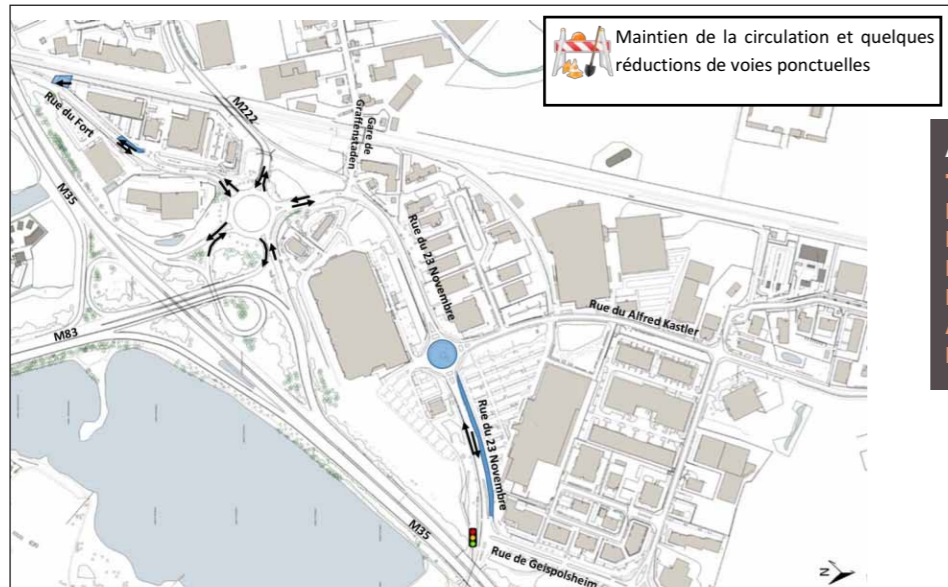 Maintien de la circulation et quelques
réductions de voies ponctuelles
M222
Gare de
Graffenstaden
Rue du Fort
M35
Rue du 23 Novembre
Rue du Alfred Kastler
M83
Rue du 23 Novembre
M35
Rue de Geispolsheim
N